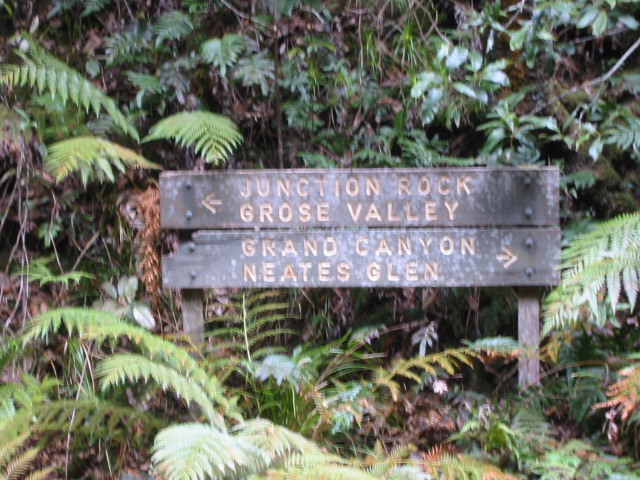 ← JUNCTION ROCK
GROSE VALLEY
GRAND CANYON →
NEATES GLEN